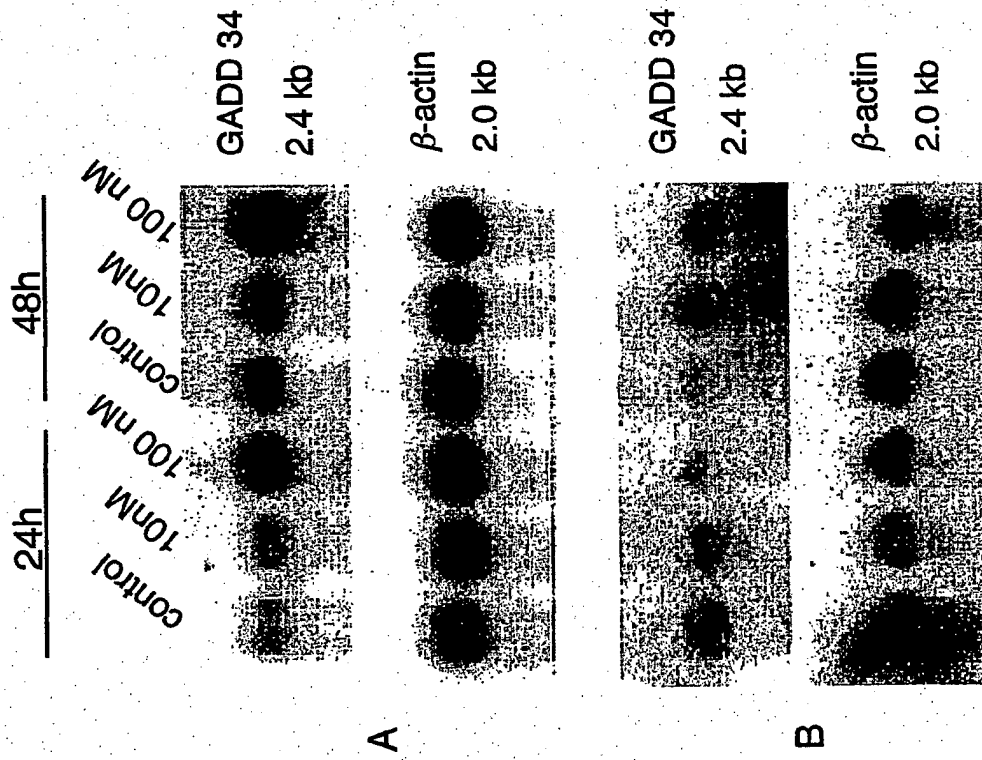 24h 48h
control 10nM 100 nM control 10nM 100 nM
A
GADD 34
2.4 kb
β-actin
2.0 kb
B
GADD 34
2.4 kb
β-actin
2.0 kb